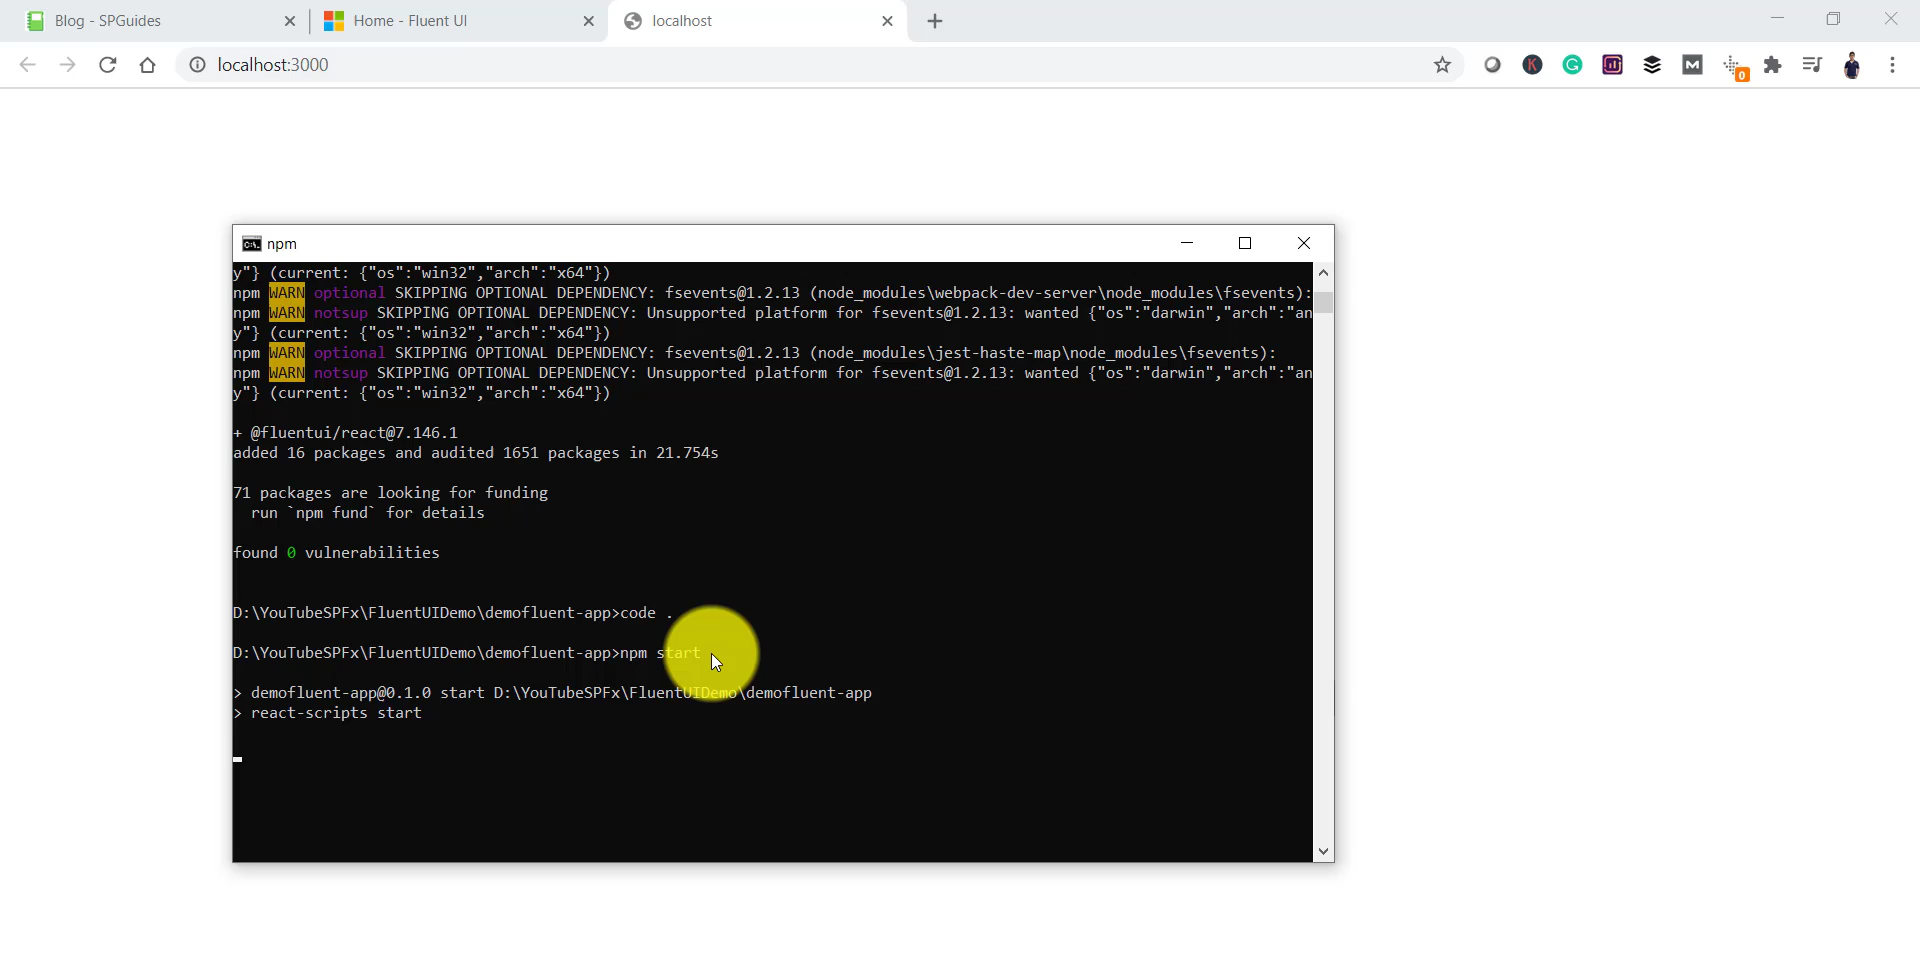 Blog - SPGuides
Home - Fluent UI
localhost
localhost:3000
0
npm
y"} (current: {"os":"win32","arch":"x64"})
npm WARN optional SKIPPING OPTIONAL DEPENDENCY: fsevents@1.2.13 (node_modules\webpack-dev-server\node_modules\fsevents):
npm WARN notsup SKIPPING OPTIONAL DEPENDENCY: Unsupported platform for fsevents@1.2.13: wanted {"os":"darwin","arch":"an
y"} (current: {"os":"win32","arch":"x64"})
npm WARN optional SKIPPING OPTIONAL DEPENDENCY: fsevents@1.2.13 (node_modules\jest-haste-map\node_modules\fsevents):
npm WARN notsup SKIPPING OPTIONAL DEPENDENCY: Unsupported platform for fsevents@1.2.13: wanted {"os":"darwin","arch":"an
y"} (current: {"os":"win32","arch":"x64"})
+ @fluentui/react@7.146.1
added 16 packages and audited 1651 packages in 21.754s
71 packages are looking for funding
run `npm fund` for details
found 0 vulnerabilities
D:\YouTubeSPFx\FluentUIDemo\demofluent-app>code .
D:\YouTubeSPFx\FluentUIDemo\demofluent-app>npm start
> demofluent-app@0.1.0 start D:\YouTubeSPFx\FluentUIDemo\demofluent-app
> react-scripts start